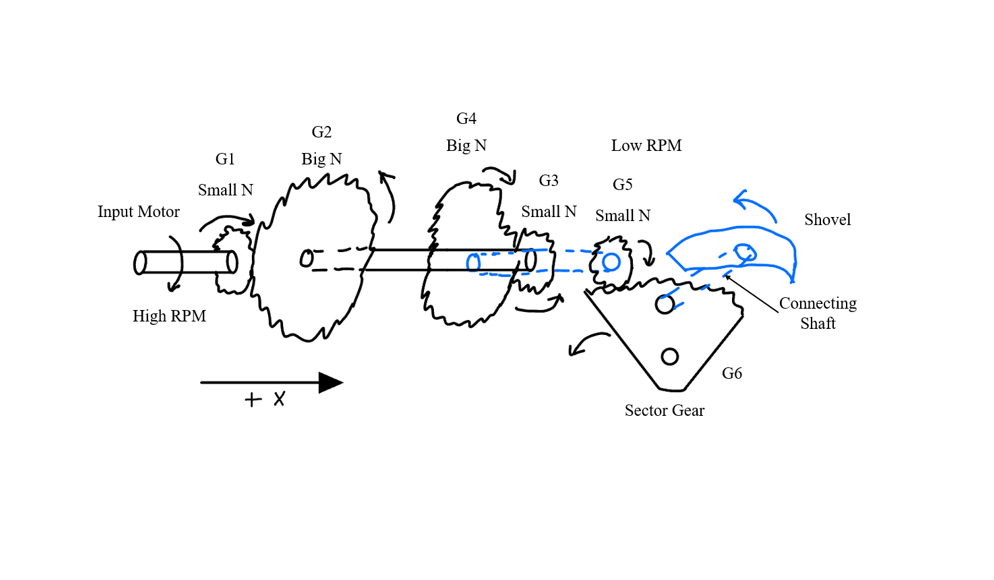 G4
Big N
G2
Big N
Low RPM
G1
Small N
G3
Small N
G5
Small N
Input Motor
Shovel
High RPM
Connecting
Shaft
G6
+ X
Sector Gear